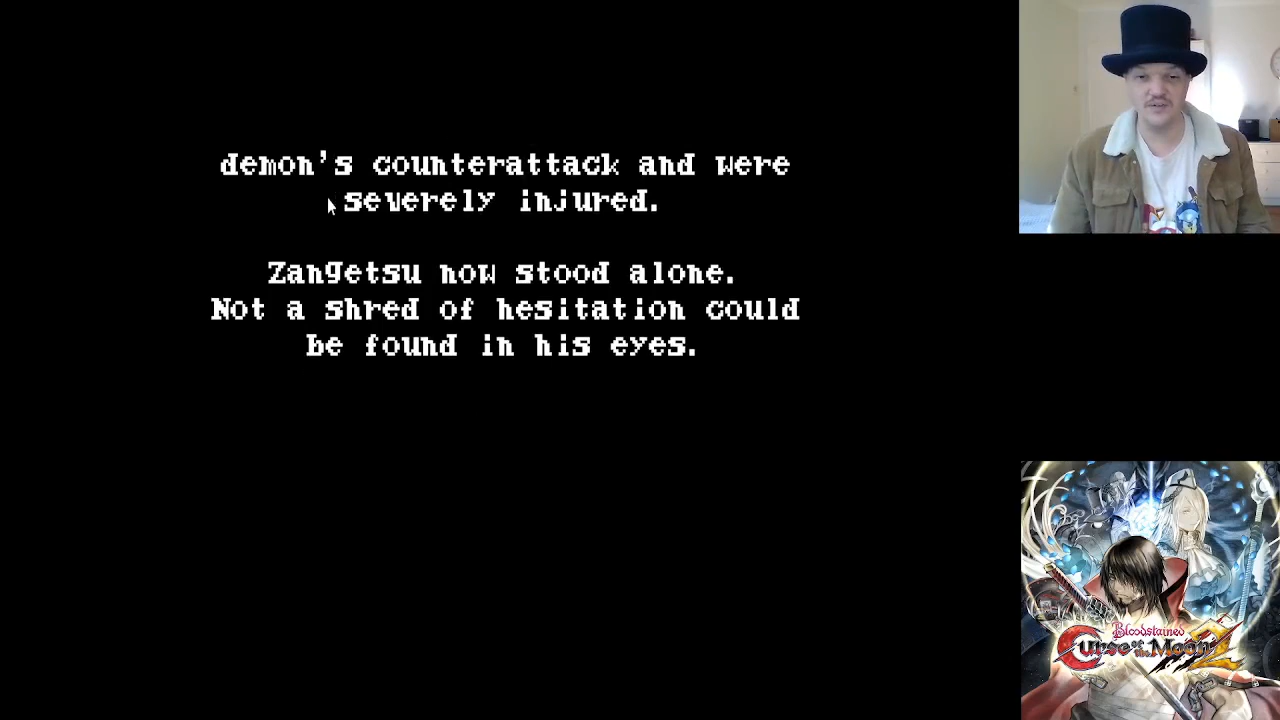 demon's counterattack and were
severely injured.
Zangetsu now stood alone.
Not a shred of hesitation could
be found in his eyes.
Bloodstained
Curse of the Moon 2